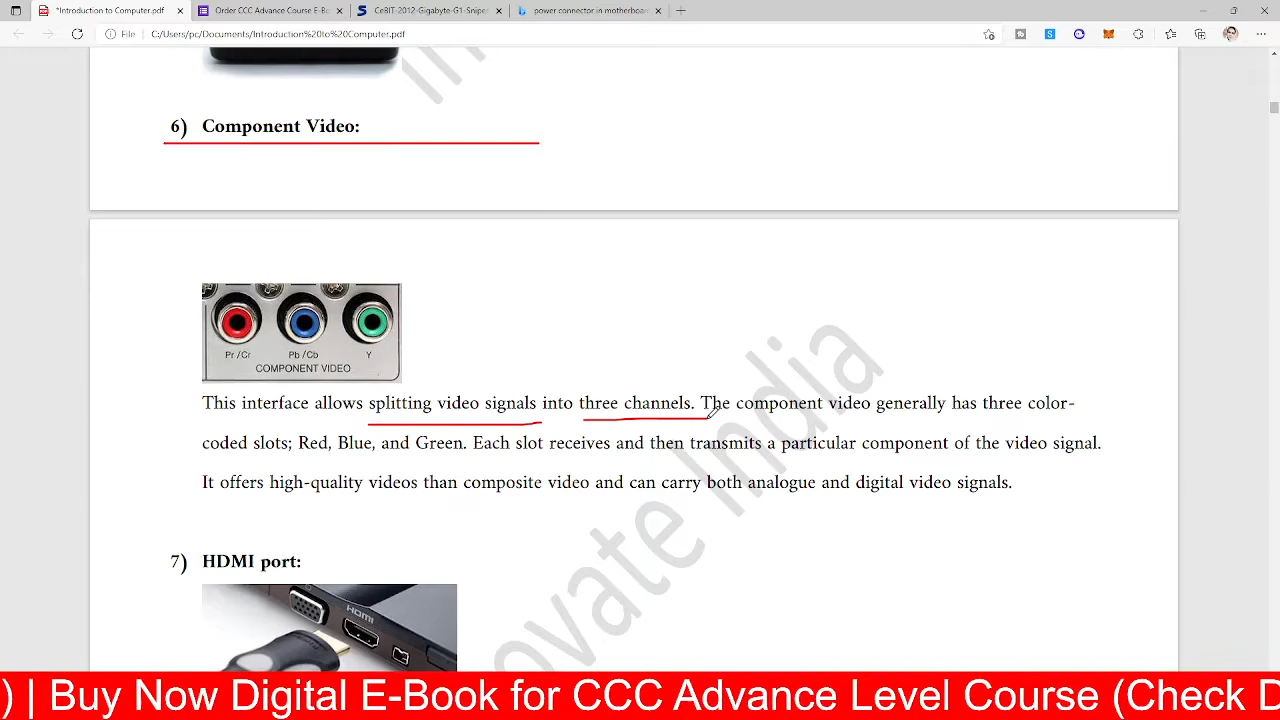 *Introduction to Computer.pdf
Order CCC Advance Course E-Bo
CeBIT-2012-Gigabyte-G1-Sniper
power connector in motherboard
File
C:/Users/pc/Documents/Introduction%20to%20Computer.pdf
6) Component Video:
Pr /Cr Pb /Cb Y
COMPONENT VIDEO
This interface allows splitting video signals into three channels. The component video generally has three color-
coded slots; Red, Blue, and Green. Each slot receives and then transmits a particular component of the video signal.
It offers high-quality videos than composite video and can carry both analogue and digital video signals.
7) HDMI port:
HDMI
ovate India
) | Buy Now Digital E-Book for CCC Advance Level Course (Check D